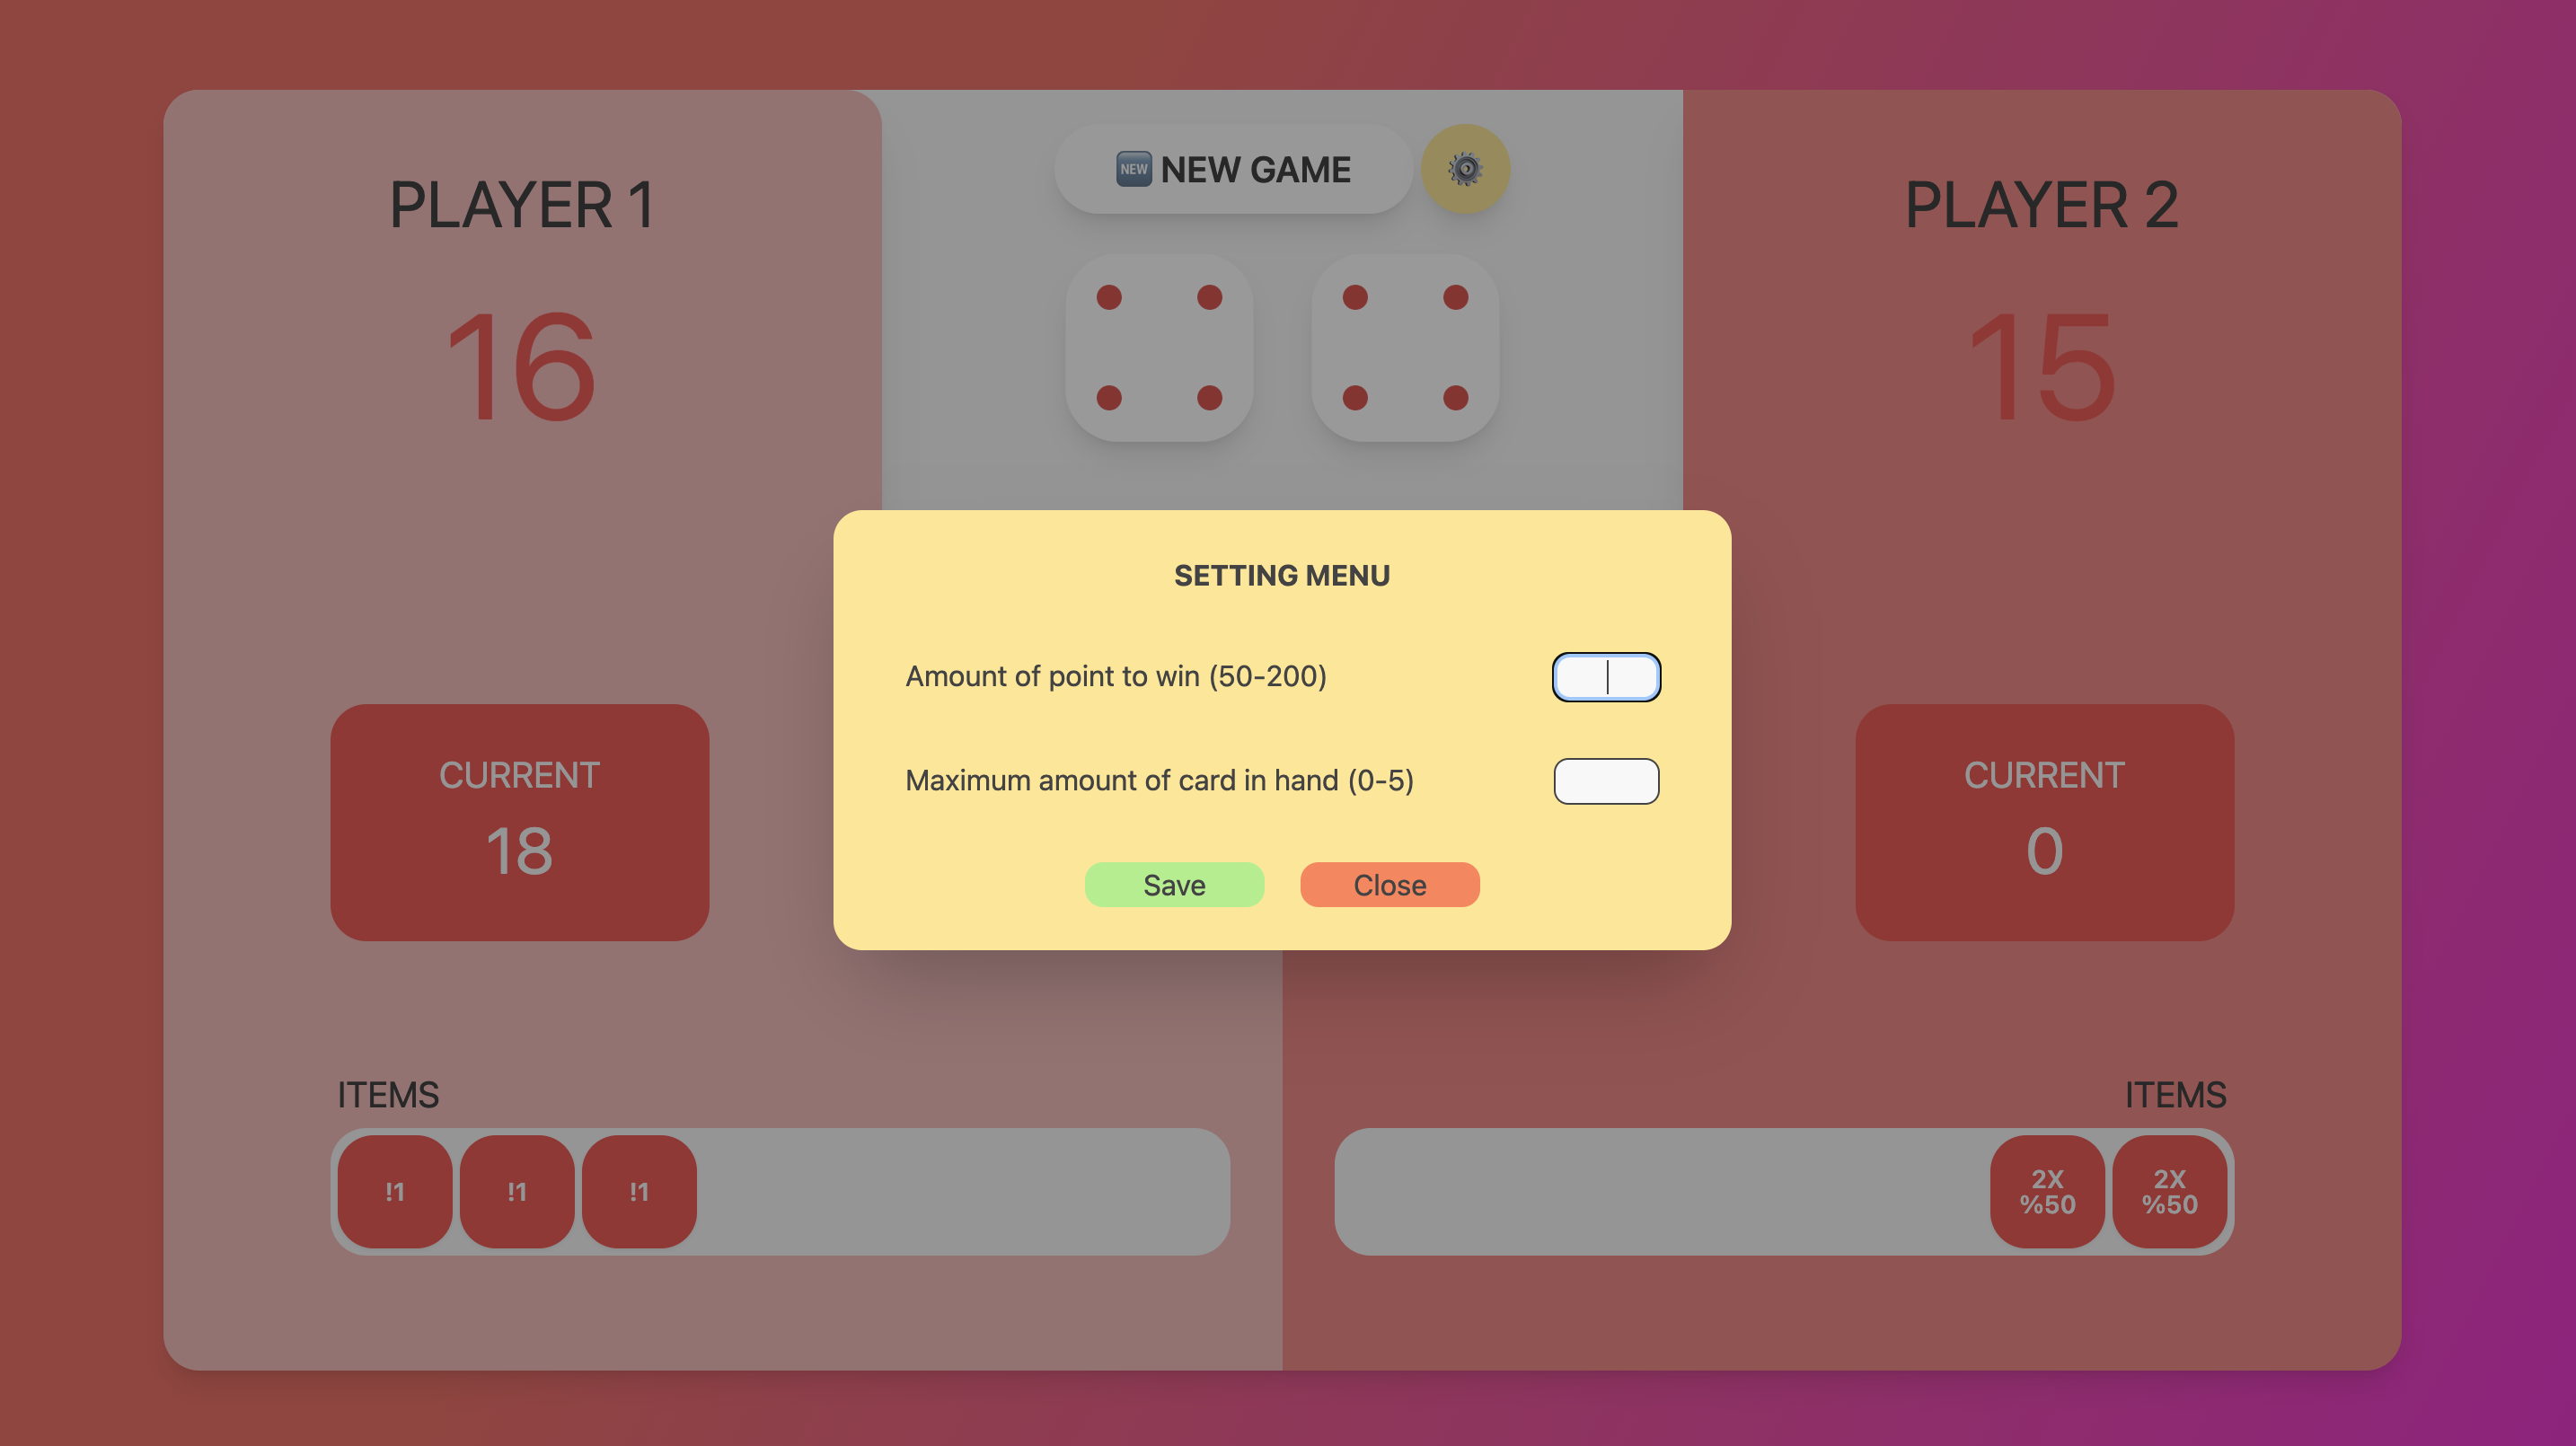 PLAYER 1
16
🆕 NEW GAME
PLAYER 2
15
SETTING MENU
Amount of point to win (50-200)
Maximum amount of card in hand (0-5)
Save
Close
CURRENT
18
CURRENT
0
ITEMS
!1
!1
!1
ITEMS
2X
%50
2X
%50